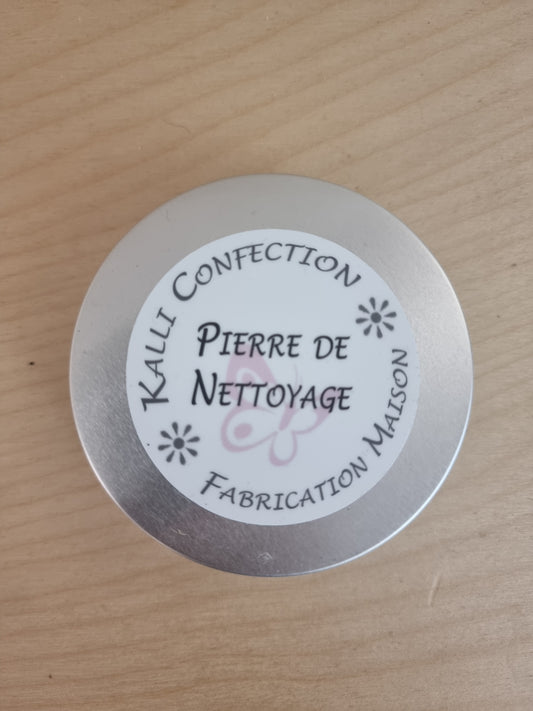 Kalli Confection
Pierre de
Nettoyage
Fabrication Maison